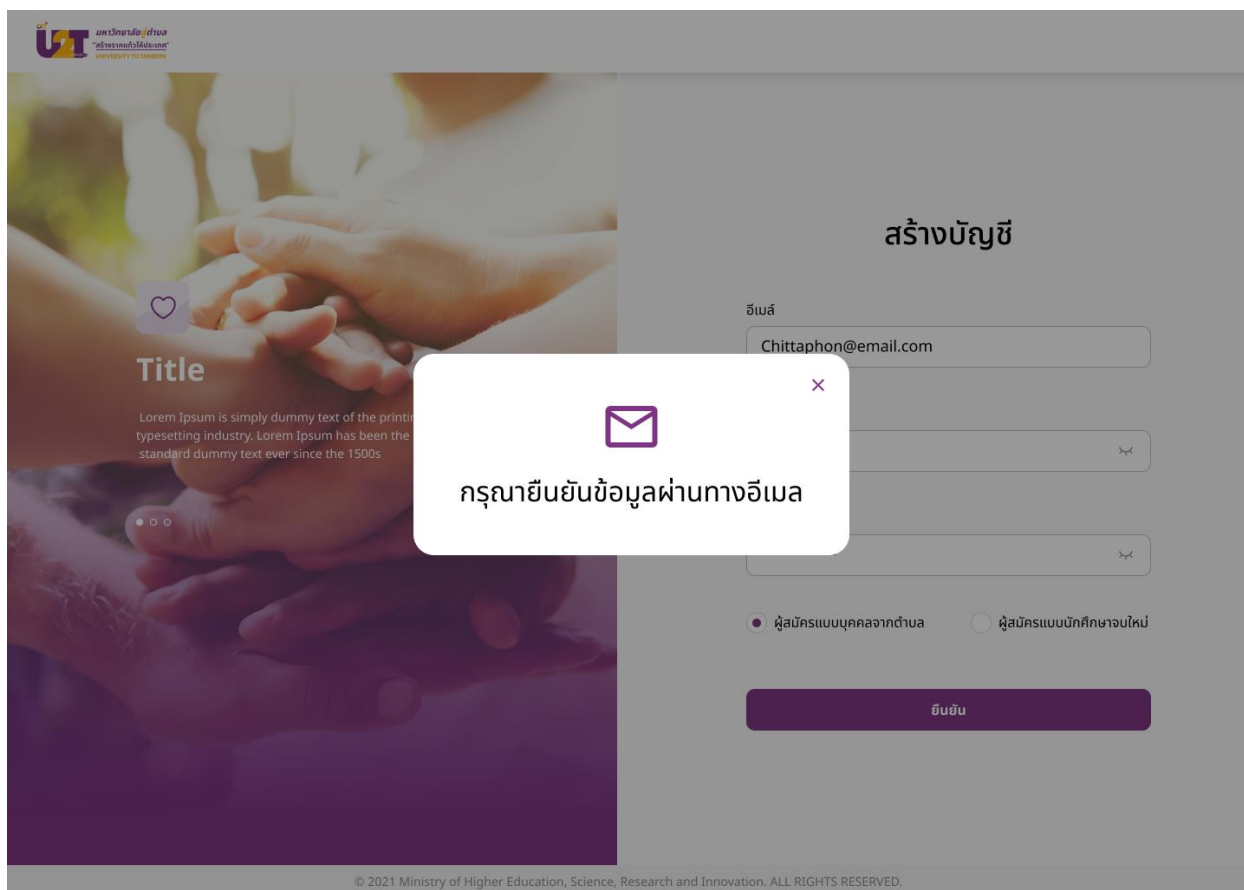 U2T
มหาวิทยาลัยสู่ตำบล
"สร้างรากแก้วให้ประเทศ"
UNIVERSITY TO TAMBON
สร้างบัญชี
อีเมล์
Chittaphon@email.com
Title
Lorem Ipsum is simply dummy text of the
typesetting industry. Lorem Ipsum has been the
standard dummy text ever since the 1500s
กรุณายืนยันข้อมูลผ่านทางอีเมล
ผู้สมัครแบบบุคคลจากตำบล
ผู้สมัครแบบนักศึกษาจบใหม่
ยืนยัน
© 2021 Ministry of Higher Education, Science, Research and Innovation. ALL RIGHTS RESERVED.